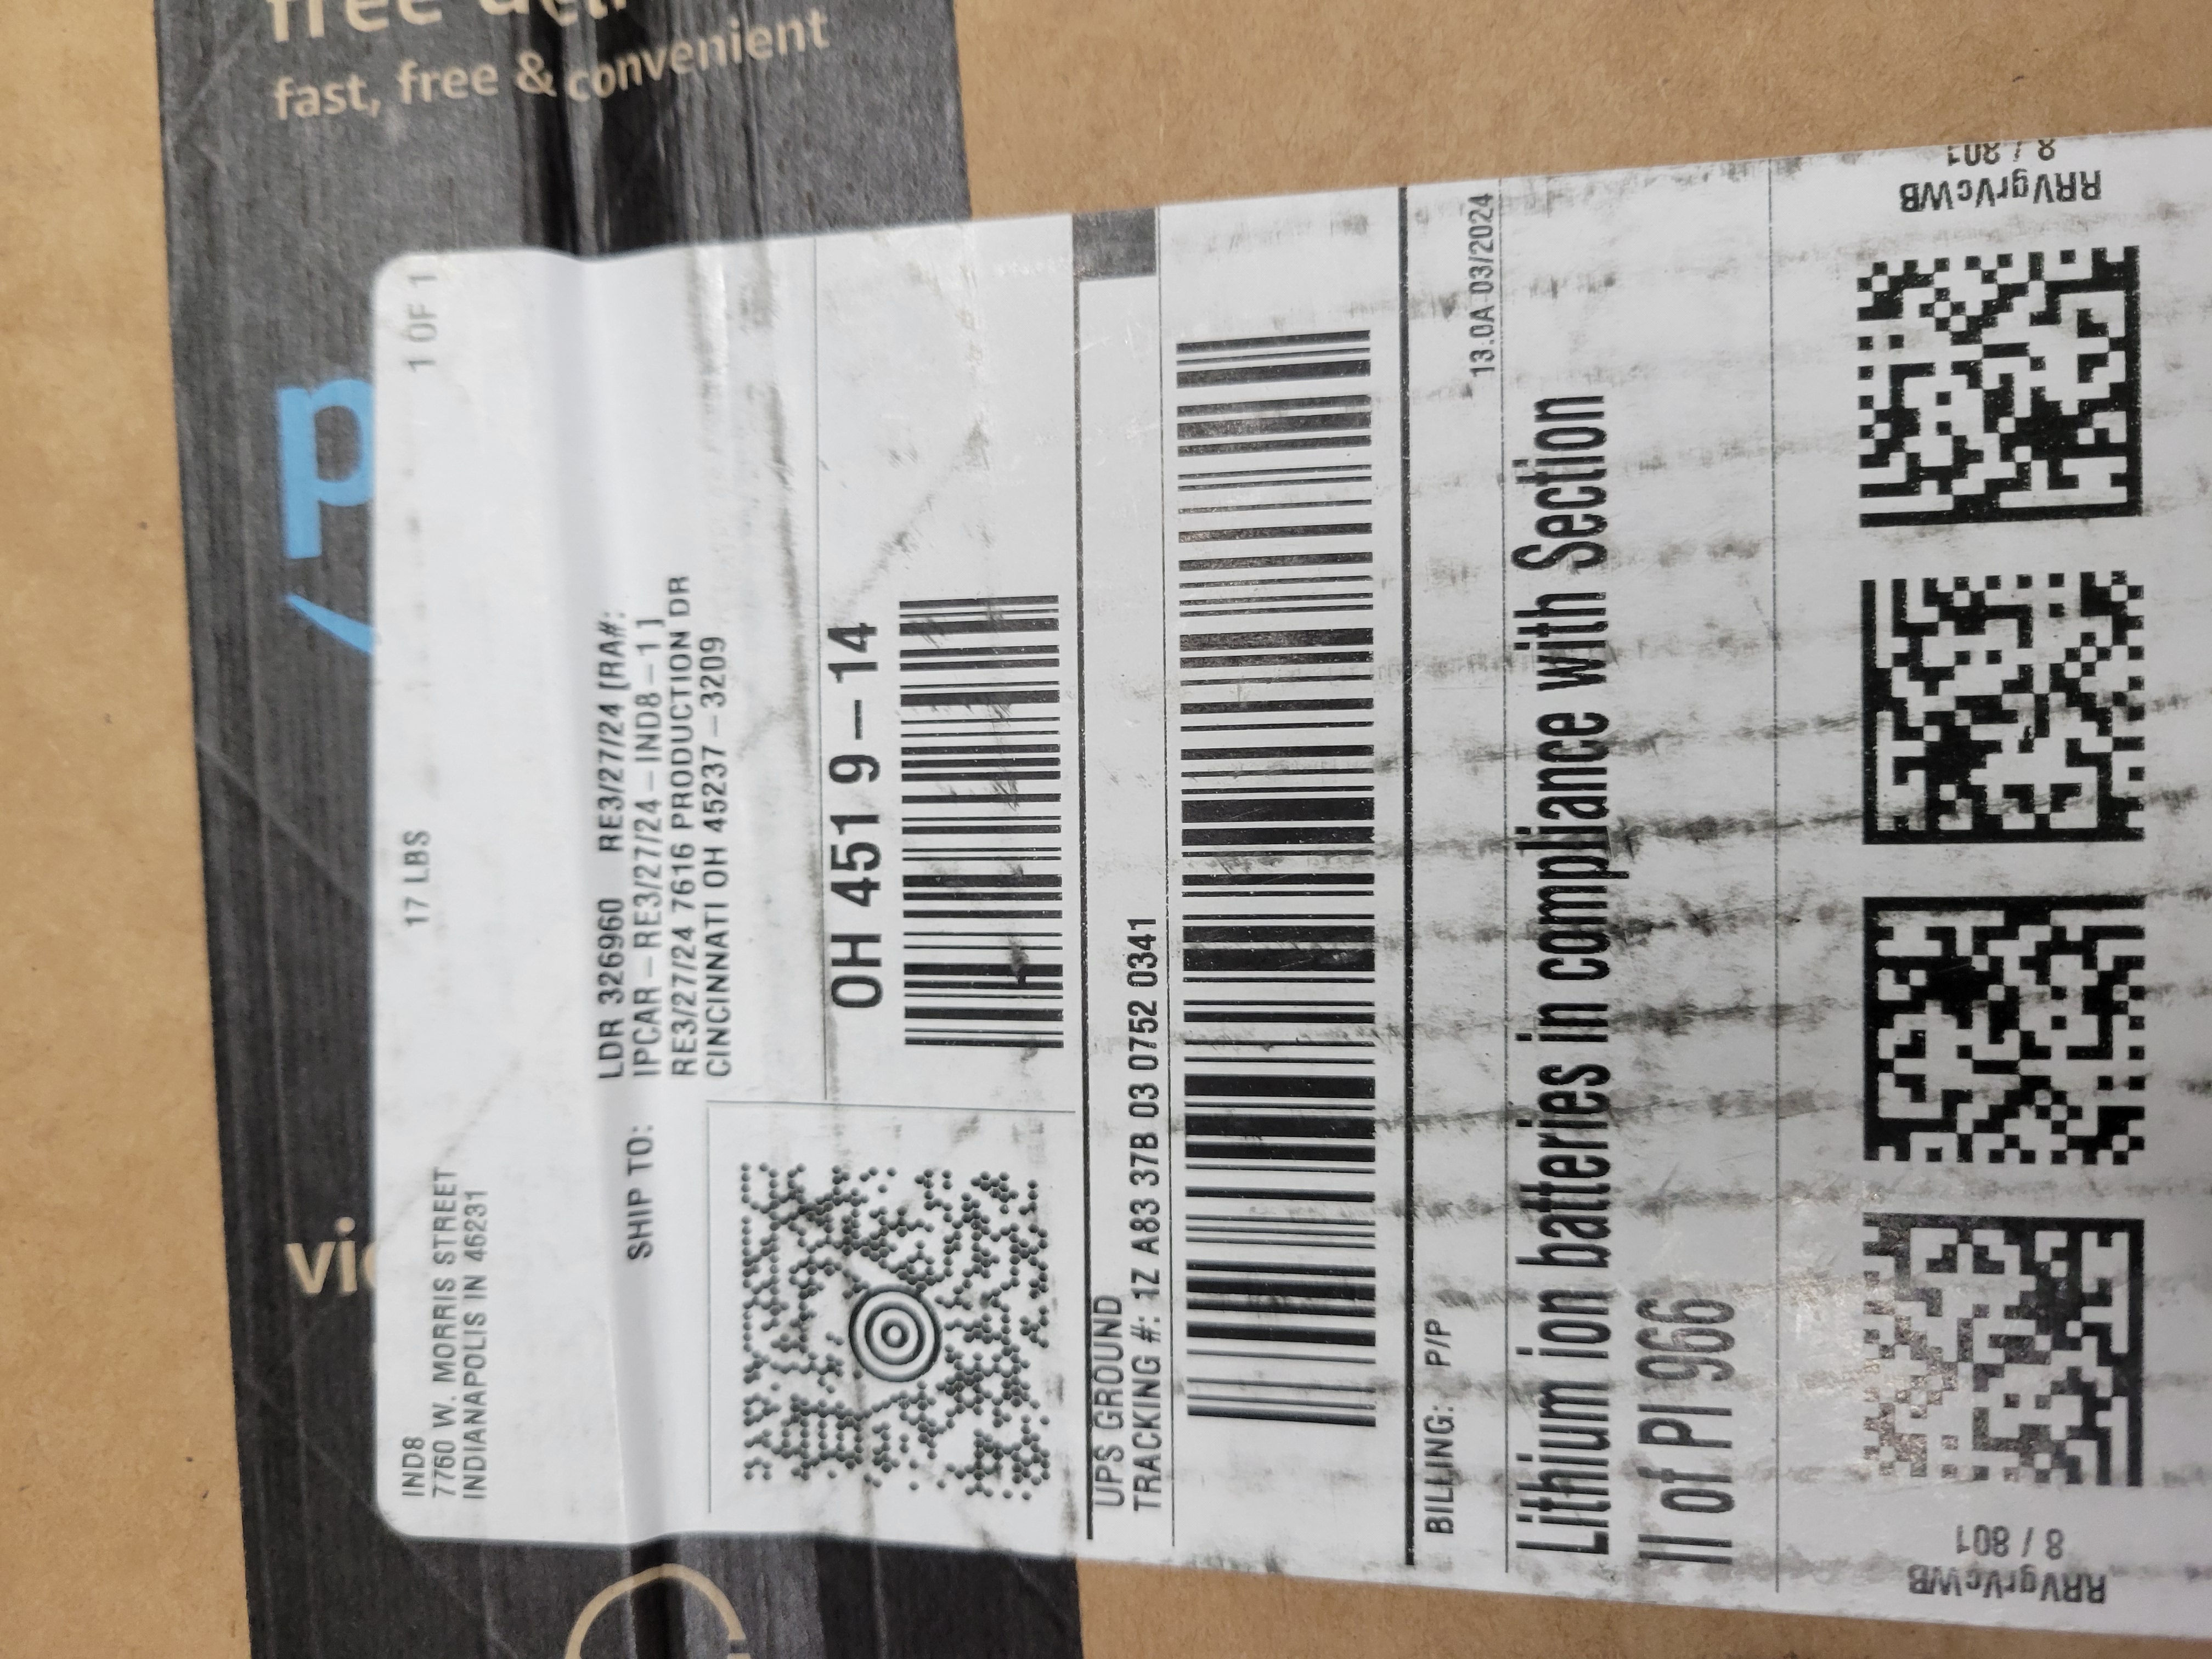 fast, free & convenient
p
1 OF 1
17 LBS
IND8
7760 W. MORRIS STREET
INDIANAPOLIS IN 46231
SHIP TO:
LDR 326960 RE3/27/24 [RA#:
IPCAR-RE3/27/24-IND8-1]
RE3/27/24 7616 PRODUCTION DR
CINCINNATI OH 45237-3209
OH 451 9-14
UPS GROUND
TRACKING #: 1Z A83 37B 03 0752 0341
BILLING: P/P
13.0A 03/2024
Lithium ion batteries in compliance with Section
II of PI 966
RRVgrVcWB
8 / 801
RRVgrVcWB
8 / 801